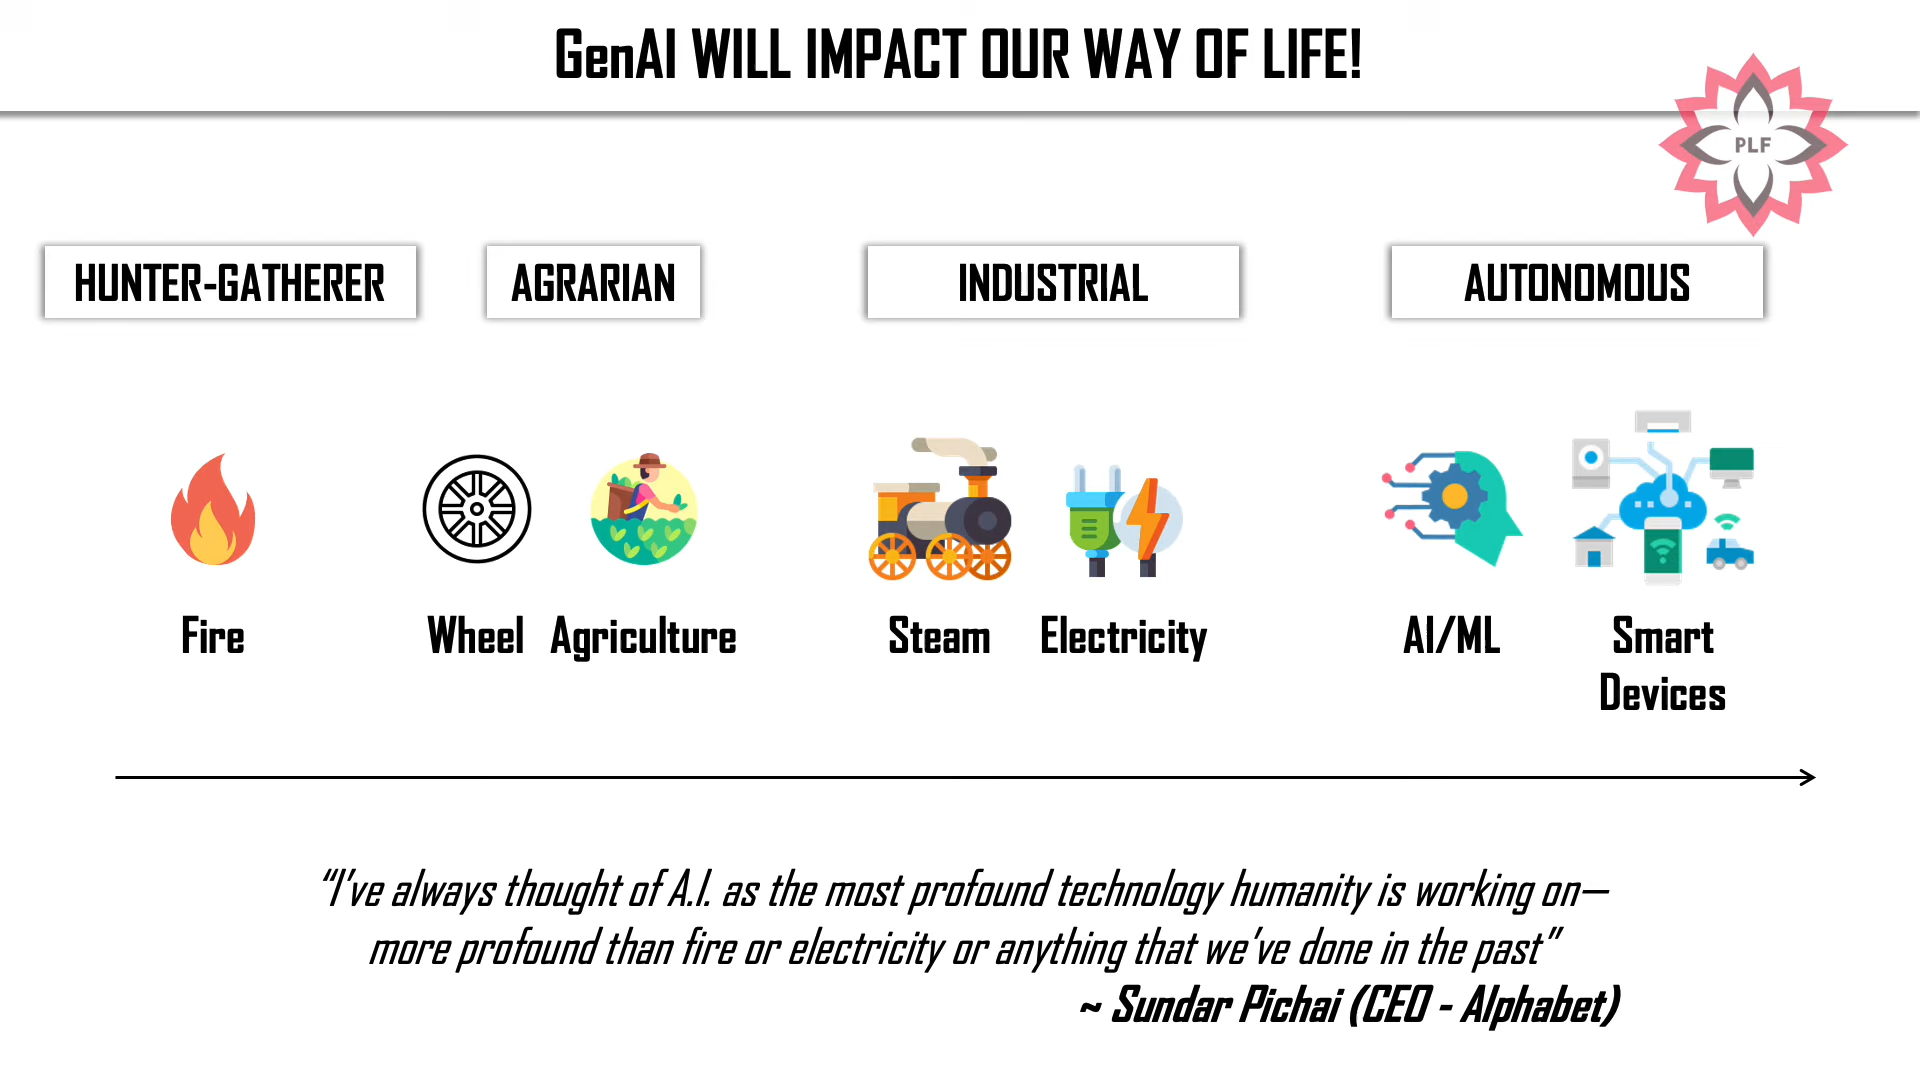 GenAI WILL IMPACT OUR WAY OF LIFE!
PLF
HUNTER-GATHERER
AGRARIAN
INDUSTRIAL
AUTONOMOUS
Fire
Wheel
Agriculture
Steam
Electricity
AI/ML
Smart
Devices
“I’ve always thought of A.I. as the most profound technology humanity is working on—
more profound than fire or electricity or anything that we’ve done in the past”
~ Sundar Pichai (CEO - Alphabet)